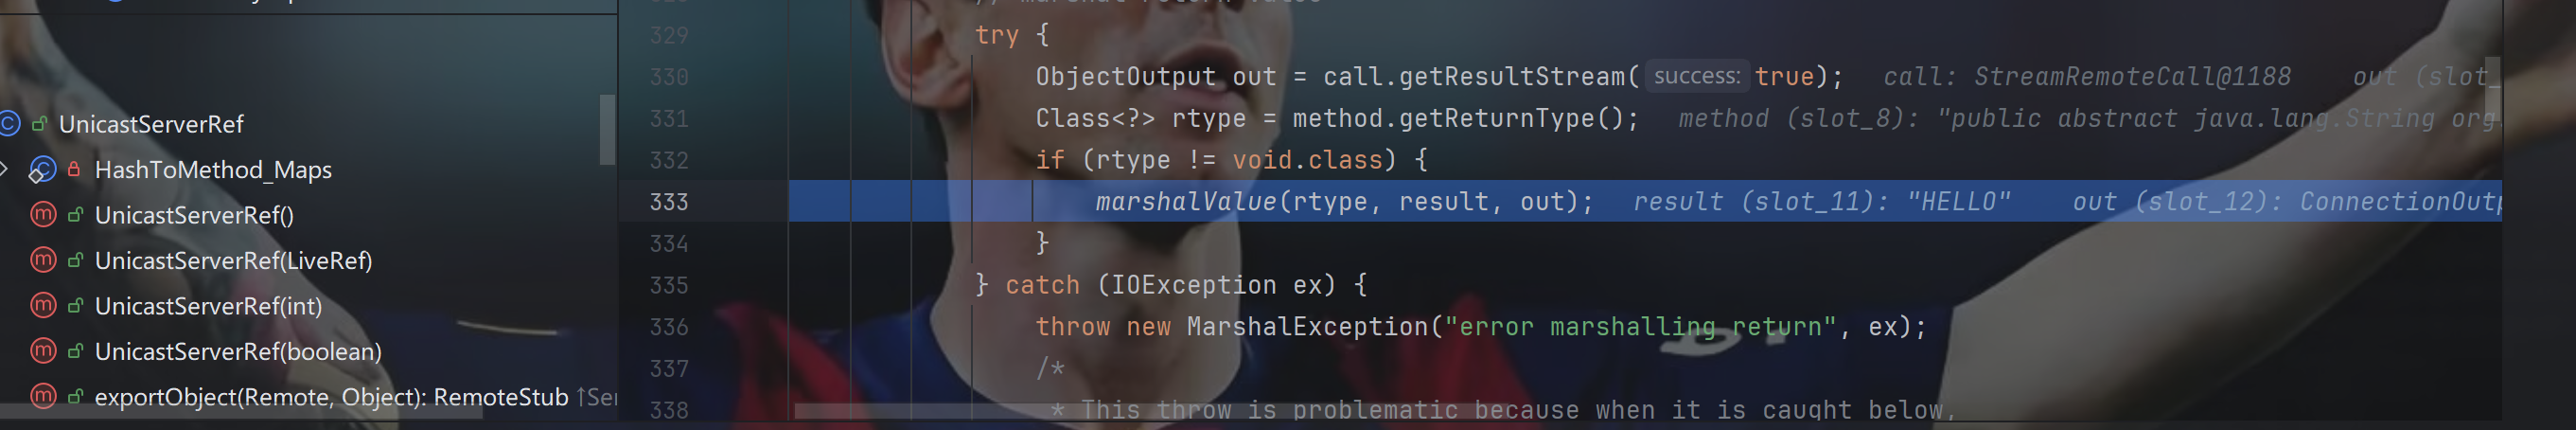 UnicastServerRef
HashToMethod_Maps
UnicastServerRef()
UnicastServerRef(LiveRef)
UnicastServerRef(int)
UnicastServerRef(boolean)
exportObject(Remote, Object): RemoteStub ↑Ser
329 try {
330 ObjectOutput out = call.getResultStream( success: true); call: StreamRemoteCall@1188 out (slot_
331 Class<?> rtype = method.getReturnType(); method (slot_8): "public abstract java.lang.String org.
332 if (rtype != void.class) {
333 marshalValue(rtype, result, out); result (slot_11): "HELLO" out (slot_12): ConnectionOutp
334 }
335 } catch (IOException ex) {
336 throw new MarshalException("error marshalling return", ex);
337 /*
338 * This throw is problematic because when it is caught below,